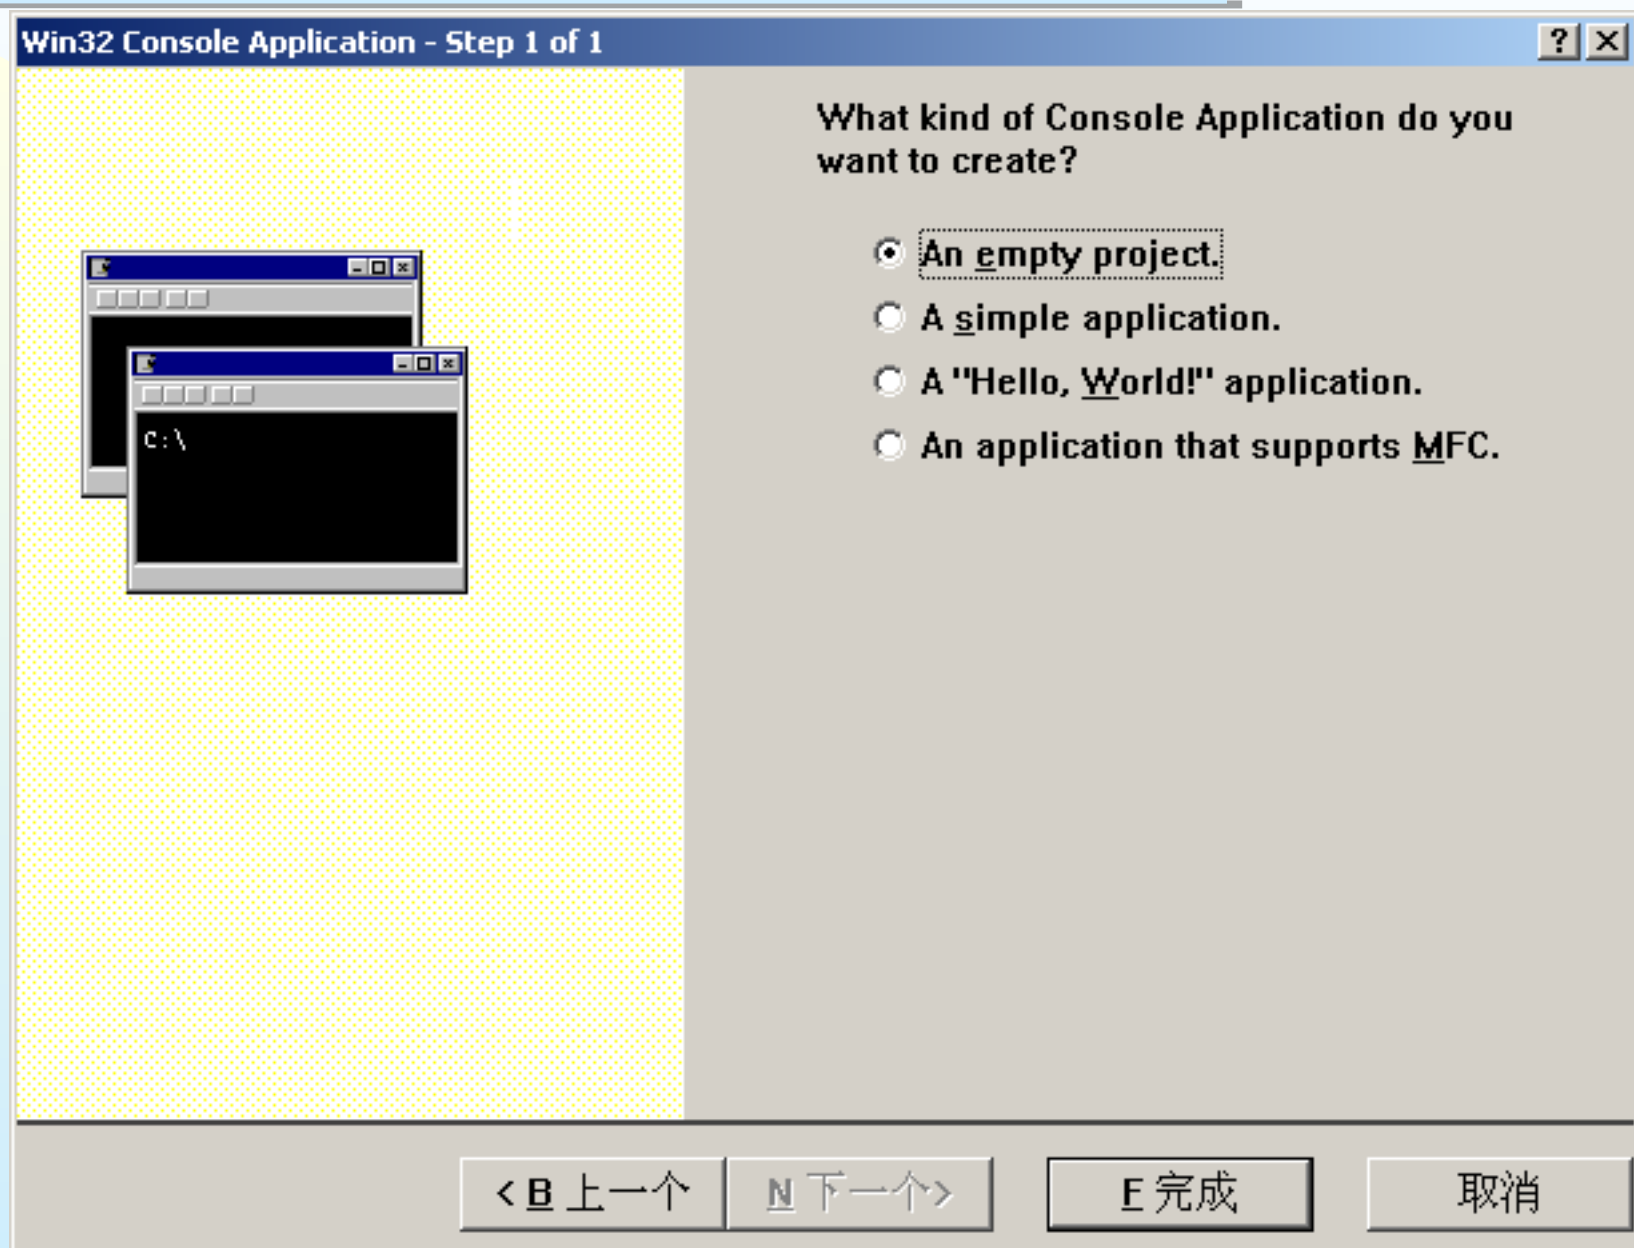 Win32 Console Application - Step 1 of 1
What kind of Console Application do you
want to create?
An empty project.
A simple application.
A "Hello, World!" application.
An application that supports MFC.
C:\
< B 上一个
N 下一个>
F 完成
取消